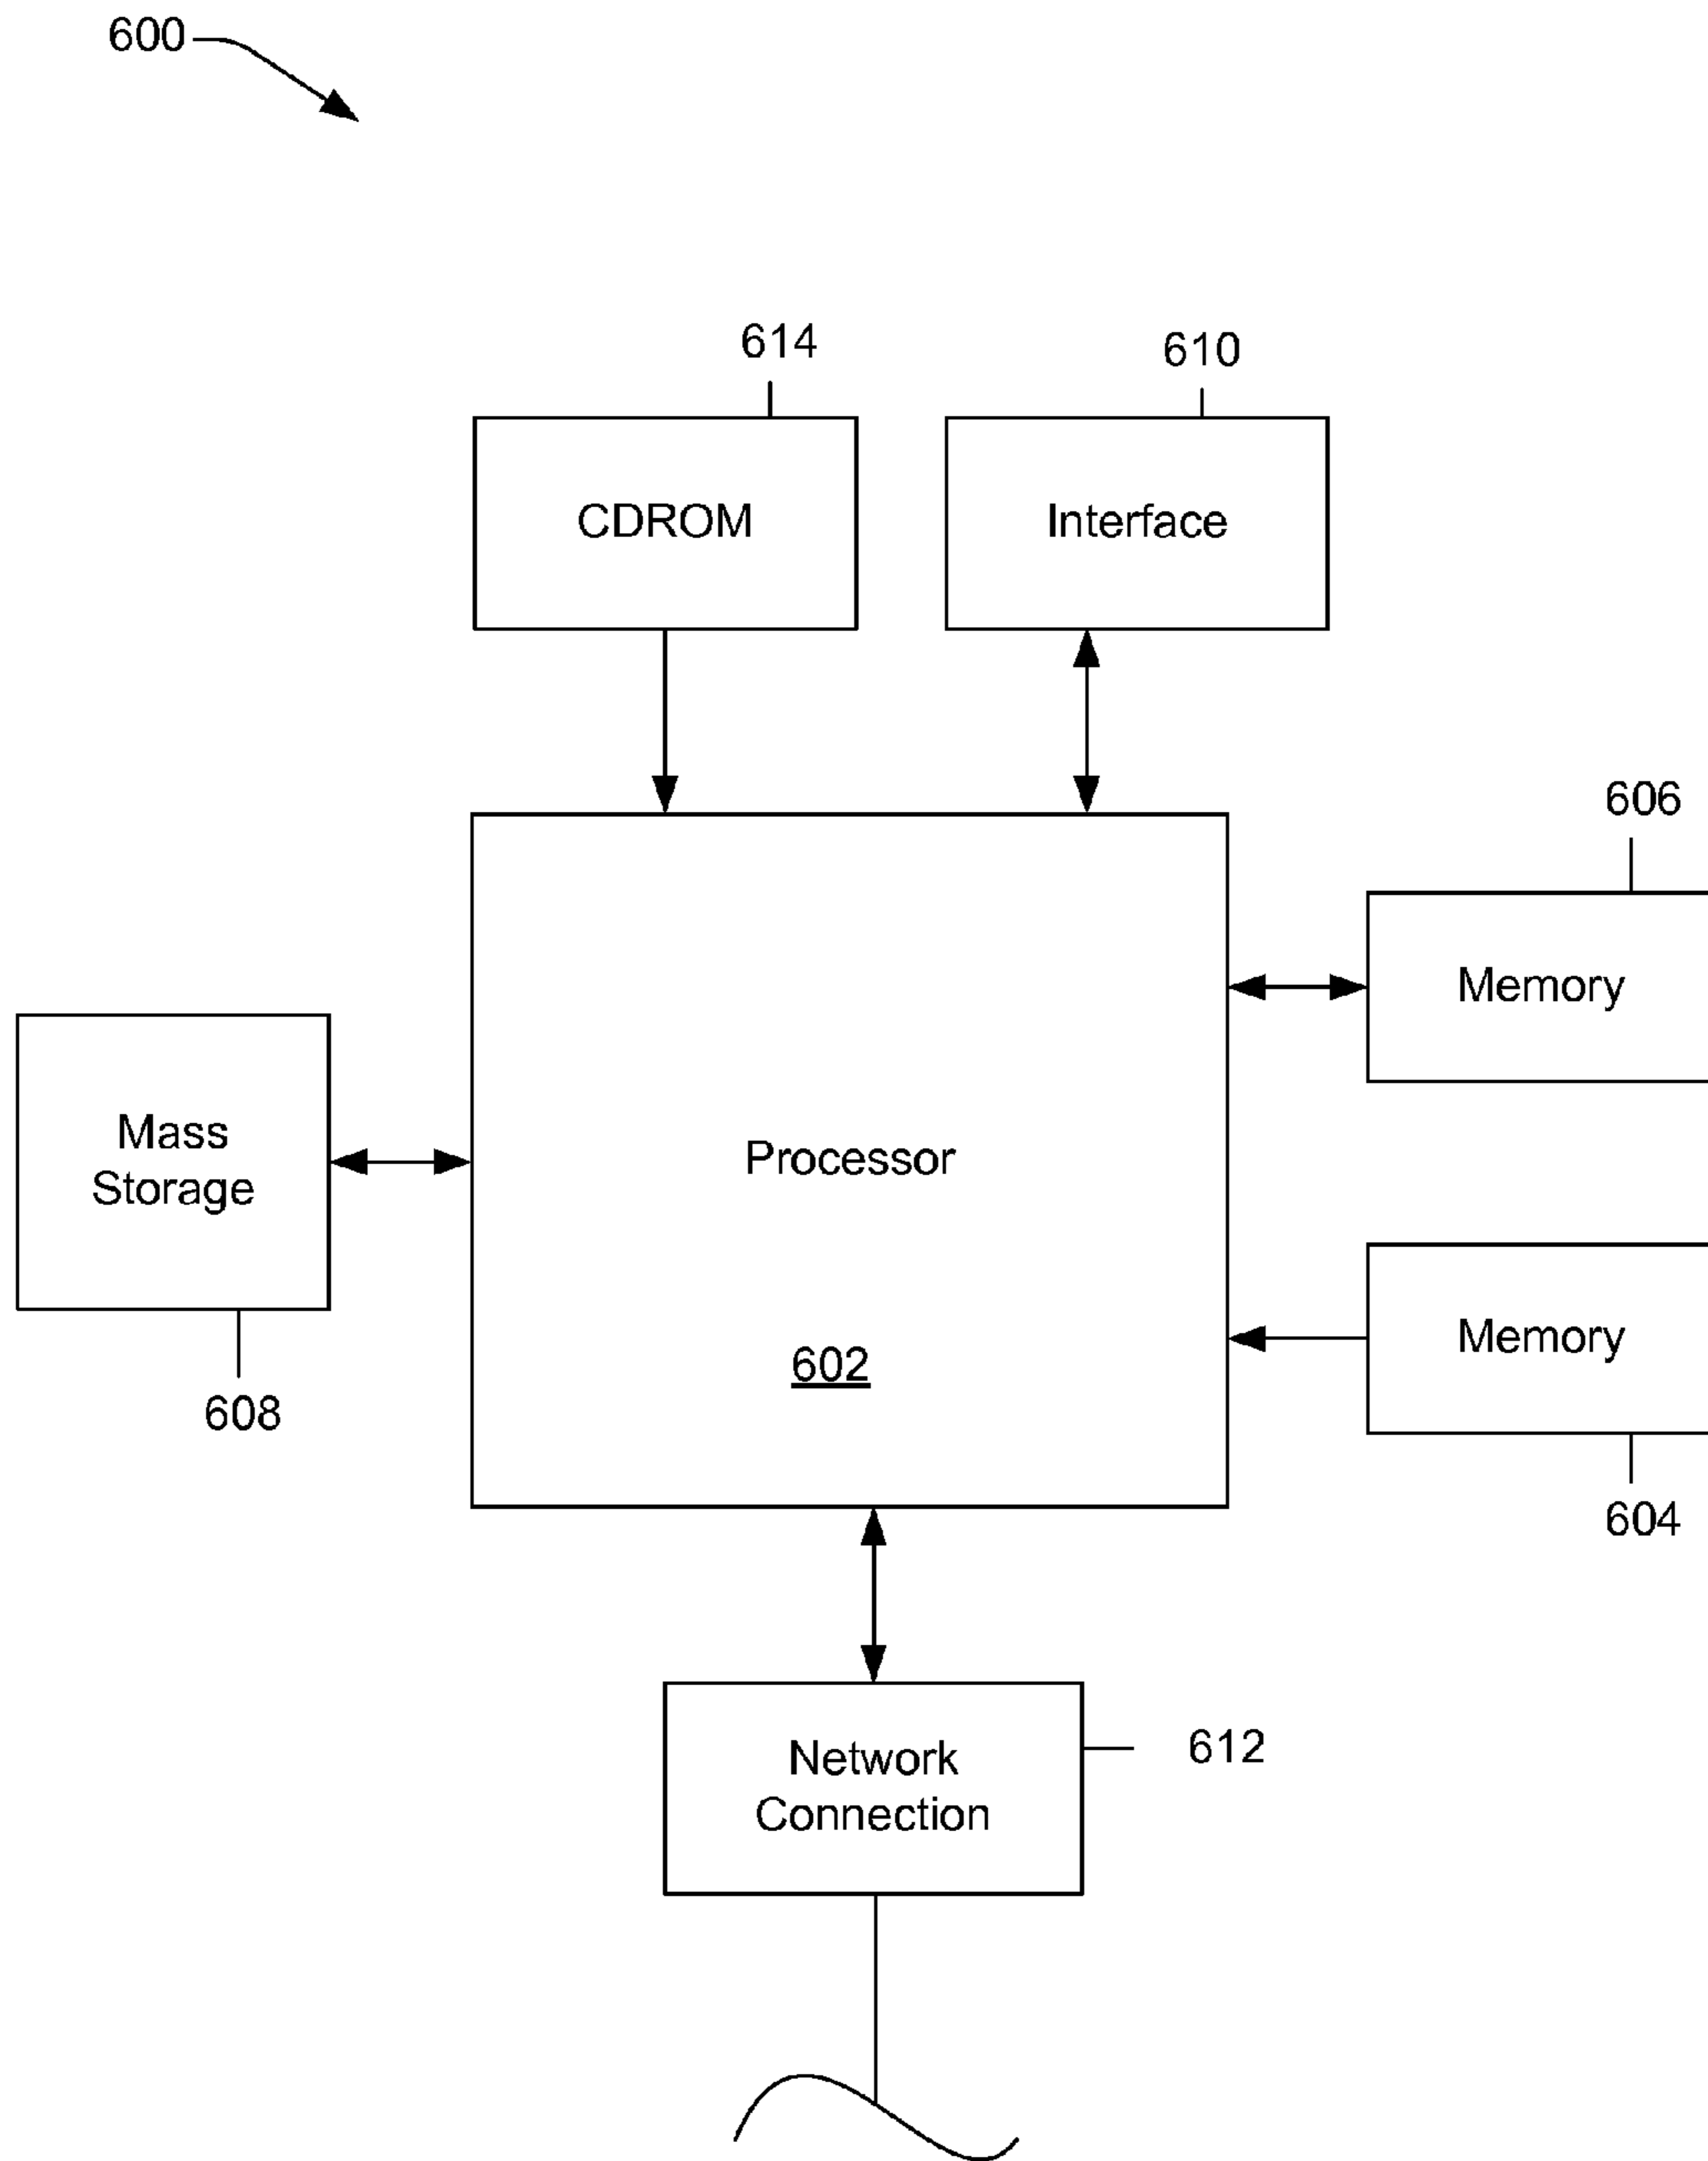 600
614
610
CDROM
Interface
606
Memory
Mass
Storage
Processor
Memory
602
608
604
Network
Connection
612